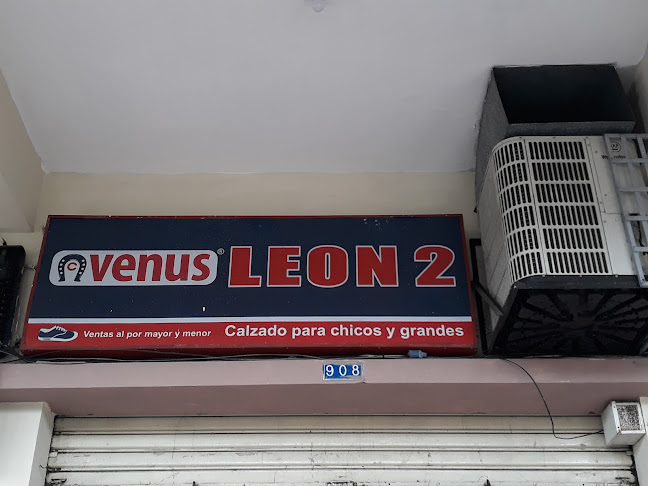 C venus® LEON 2
Ventas al por mayor y menor Calzado para chicos y grandes
908